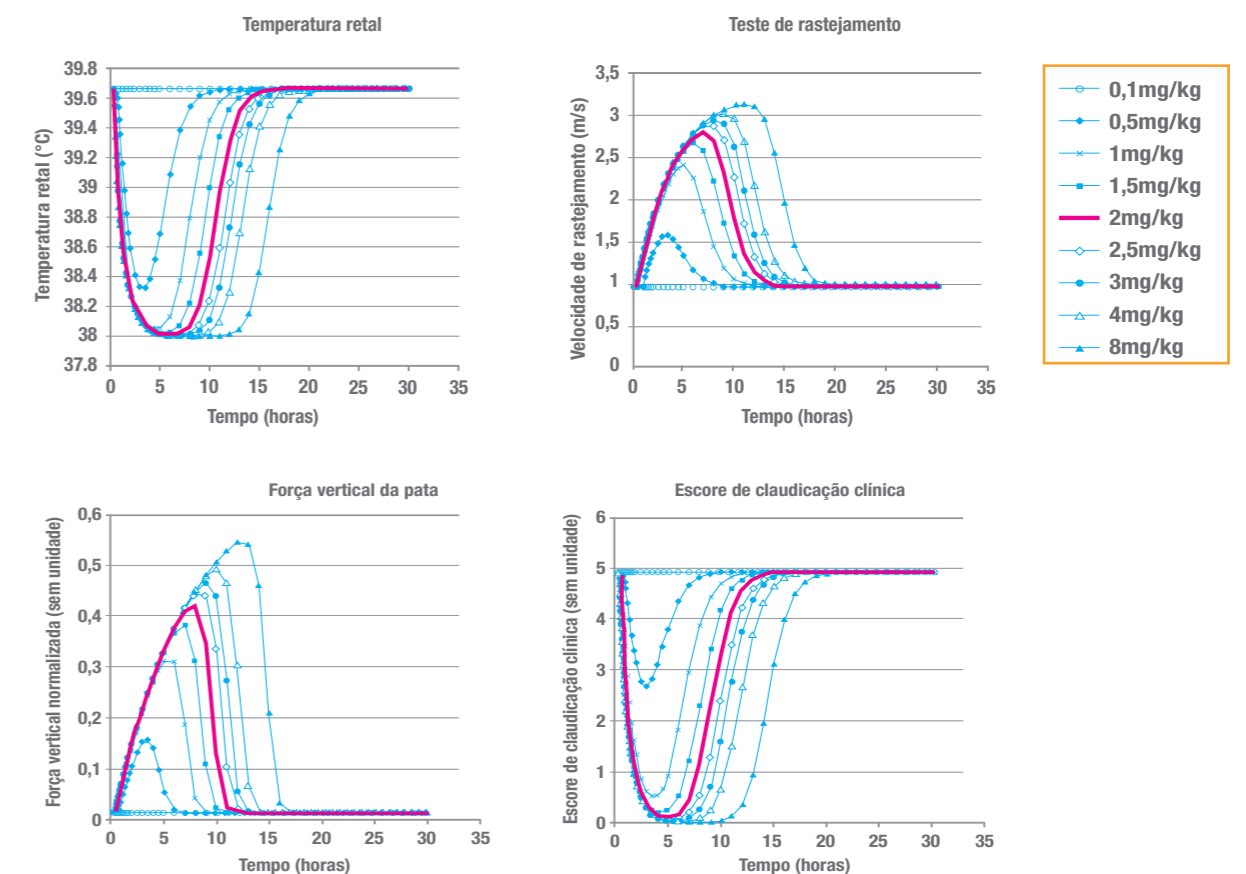 Temperatura retal
Temperatura retal (°C)
39.8
39.6
39.4
39.2
39
38.8
38.6
38.4
38.2
38
37.8
0 5 10 15 20 25 30 35
Tempo (horas)
Teste de rastejamento
Velocidade de rastejamento (m/s)
3,5
3
2,5
2
1,5
1
0,5
0
0 5 10 15 20 25 30 35
Tempo (horas)
0,1mg/kg
0,5mg/kg
1mg/kg
1,5mg/kg
2mg/kg
2,5mg/kg
3mg/kg
4mg/kg
8mg/kg
Força vertical da pata
Força vertical normalizada (sem unidade)
0,6
0,5
0,4
0,3
0,2
0,1
0
0 5 10 15 20 25 30 35
Tempo (horas)
Escore de claudicação clínica
Escore de claudicação clínica (sem unidade)
6
5
4
3
2
1
0
0 5 10 15 20 25 30 35
Tempo (horas)